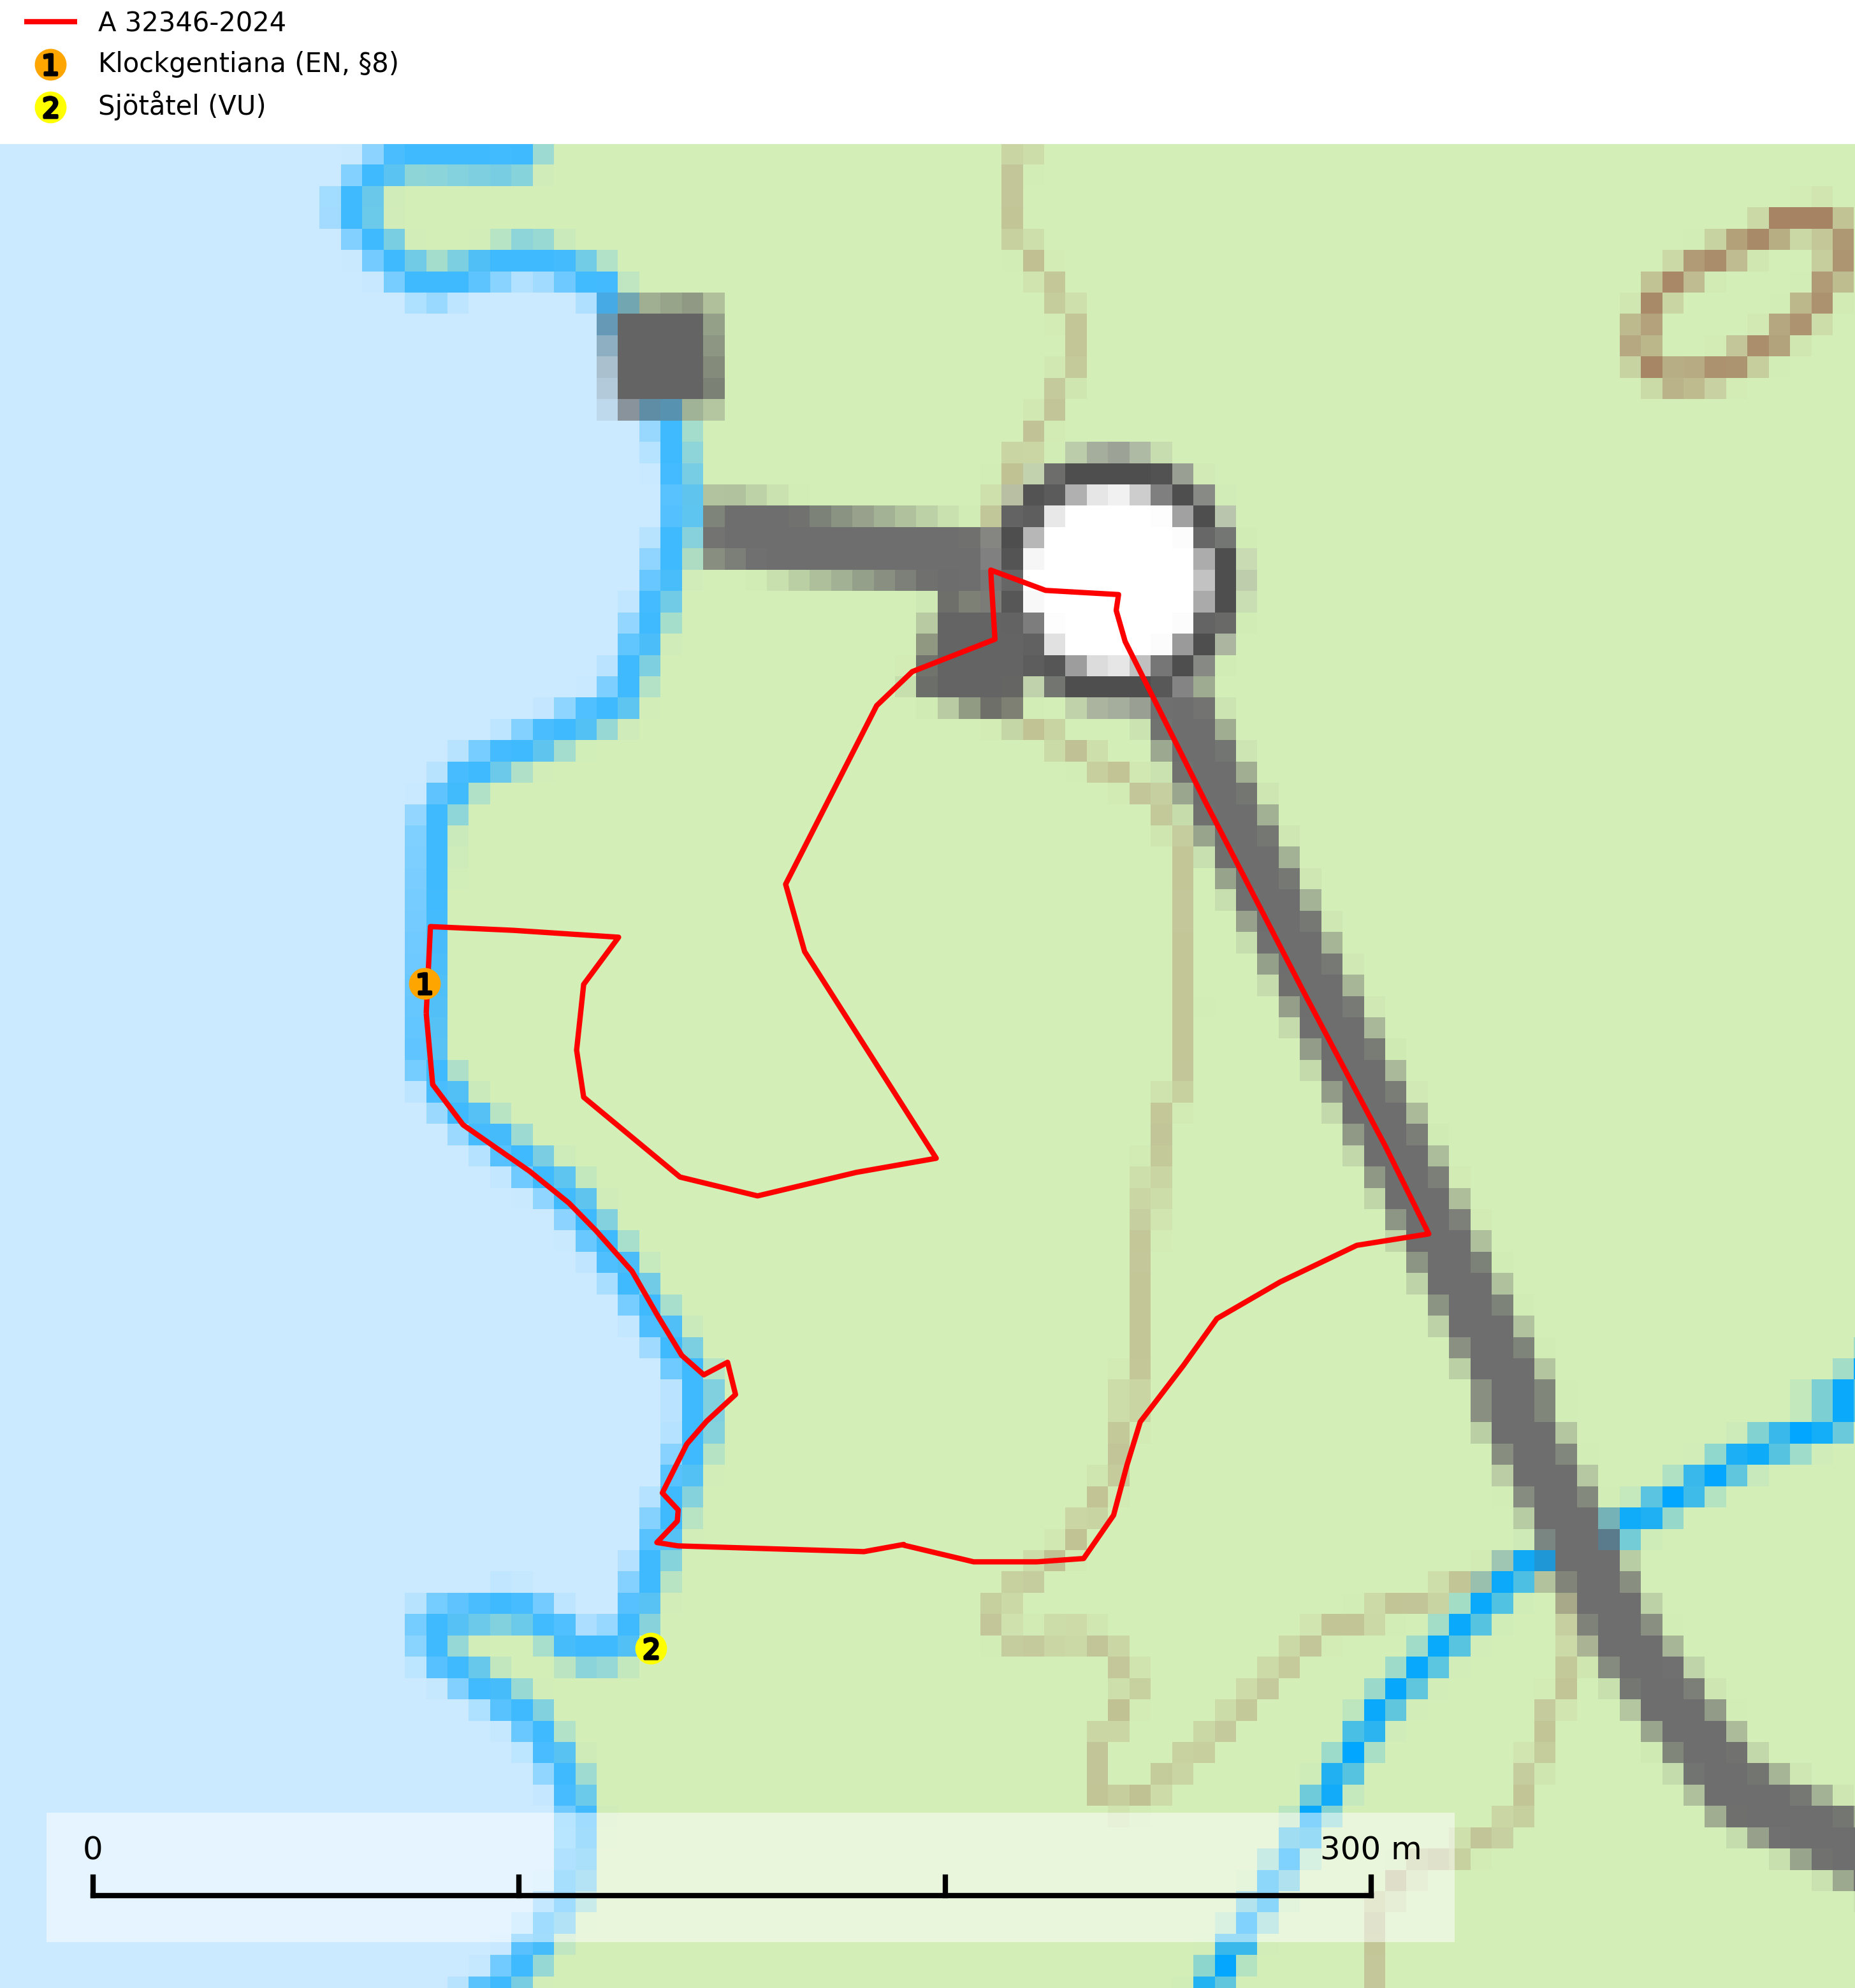 A 32346-2024
1 Klockgentiana (EN, §8)
2 Sjötåtel (VU)
1
2
0 300 m